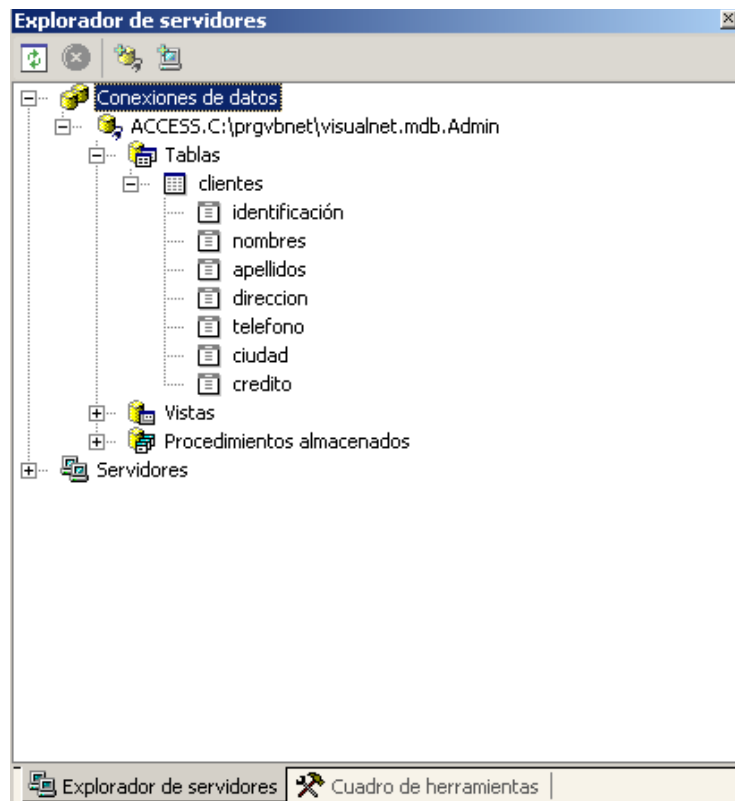 Explorador de servidores
Conexiones de datos
ACCESS.C:\prgvbnet\visualnet.mdb.Admin
Tablas
clientes
identificación
nombres
apellidos
direccion
telefono
ciudad
credito
Vistas
Procedimientos almacenados
Servidores
Explorador de servidores Cuadro de herramientas